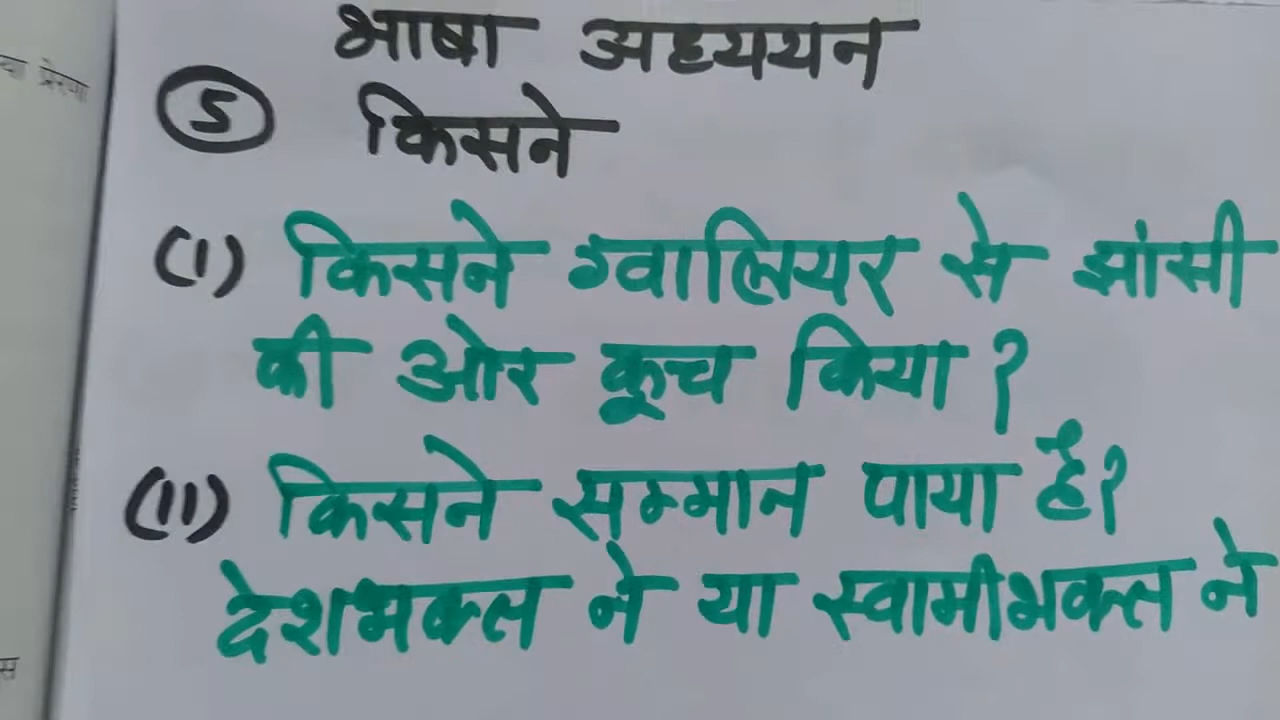 भाषा अध्ययन
5 किसने
(I) किसने ग्वालियर से झांसी
की ओर कूच किया?
(II) किसने सम्मान पाया है?
देशभक्त ने या स्वामीभक्त ने